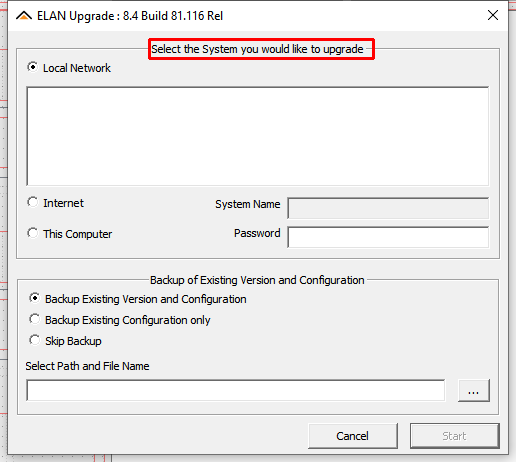 ELAN Upgrade : 8.4 Build 81.116 Rel
Select the System you would like to upgrade
Local Network
Internet
System Name
This Computer
Password
Backup of Existing Version and Configuration
Backup Existing Version and Configuration
Backup Existing Configuration only
Skip Backup
Select Path and File Name
...
Cancel
Start